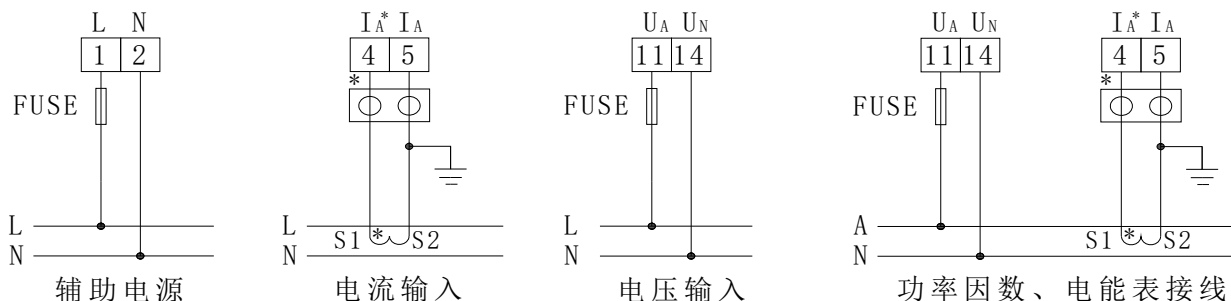 L N
1 2
FUSE
L
N
辅助电源
IA* IA
4 5
*
L
N
S1 * S2
电流输入
UA UN
11 14
FUSE
L
N
电压输入
UA UN
11 14
FUSE
IA* IA
4 5
*
A
N
S1 * S2
功率因数、电能表接线